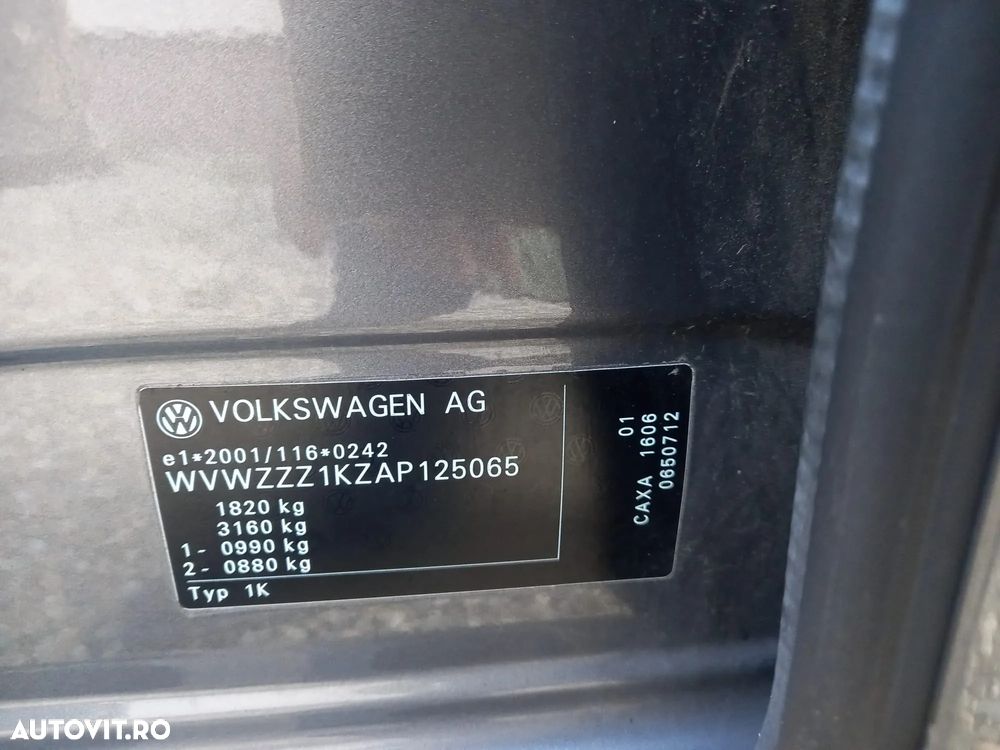 VOLKSWAGEN AG
e1*2001/116*0242
WVWZZZ1KZAP125065
1820 kg
3160 kg
1- 0990 kg
2- 0880 kg
Typ 1K
01
CAXA 1606
0650712
AUTOVIT.RO